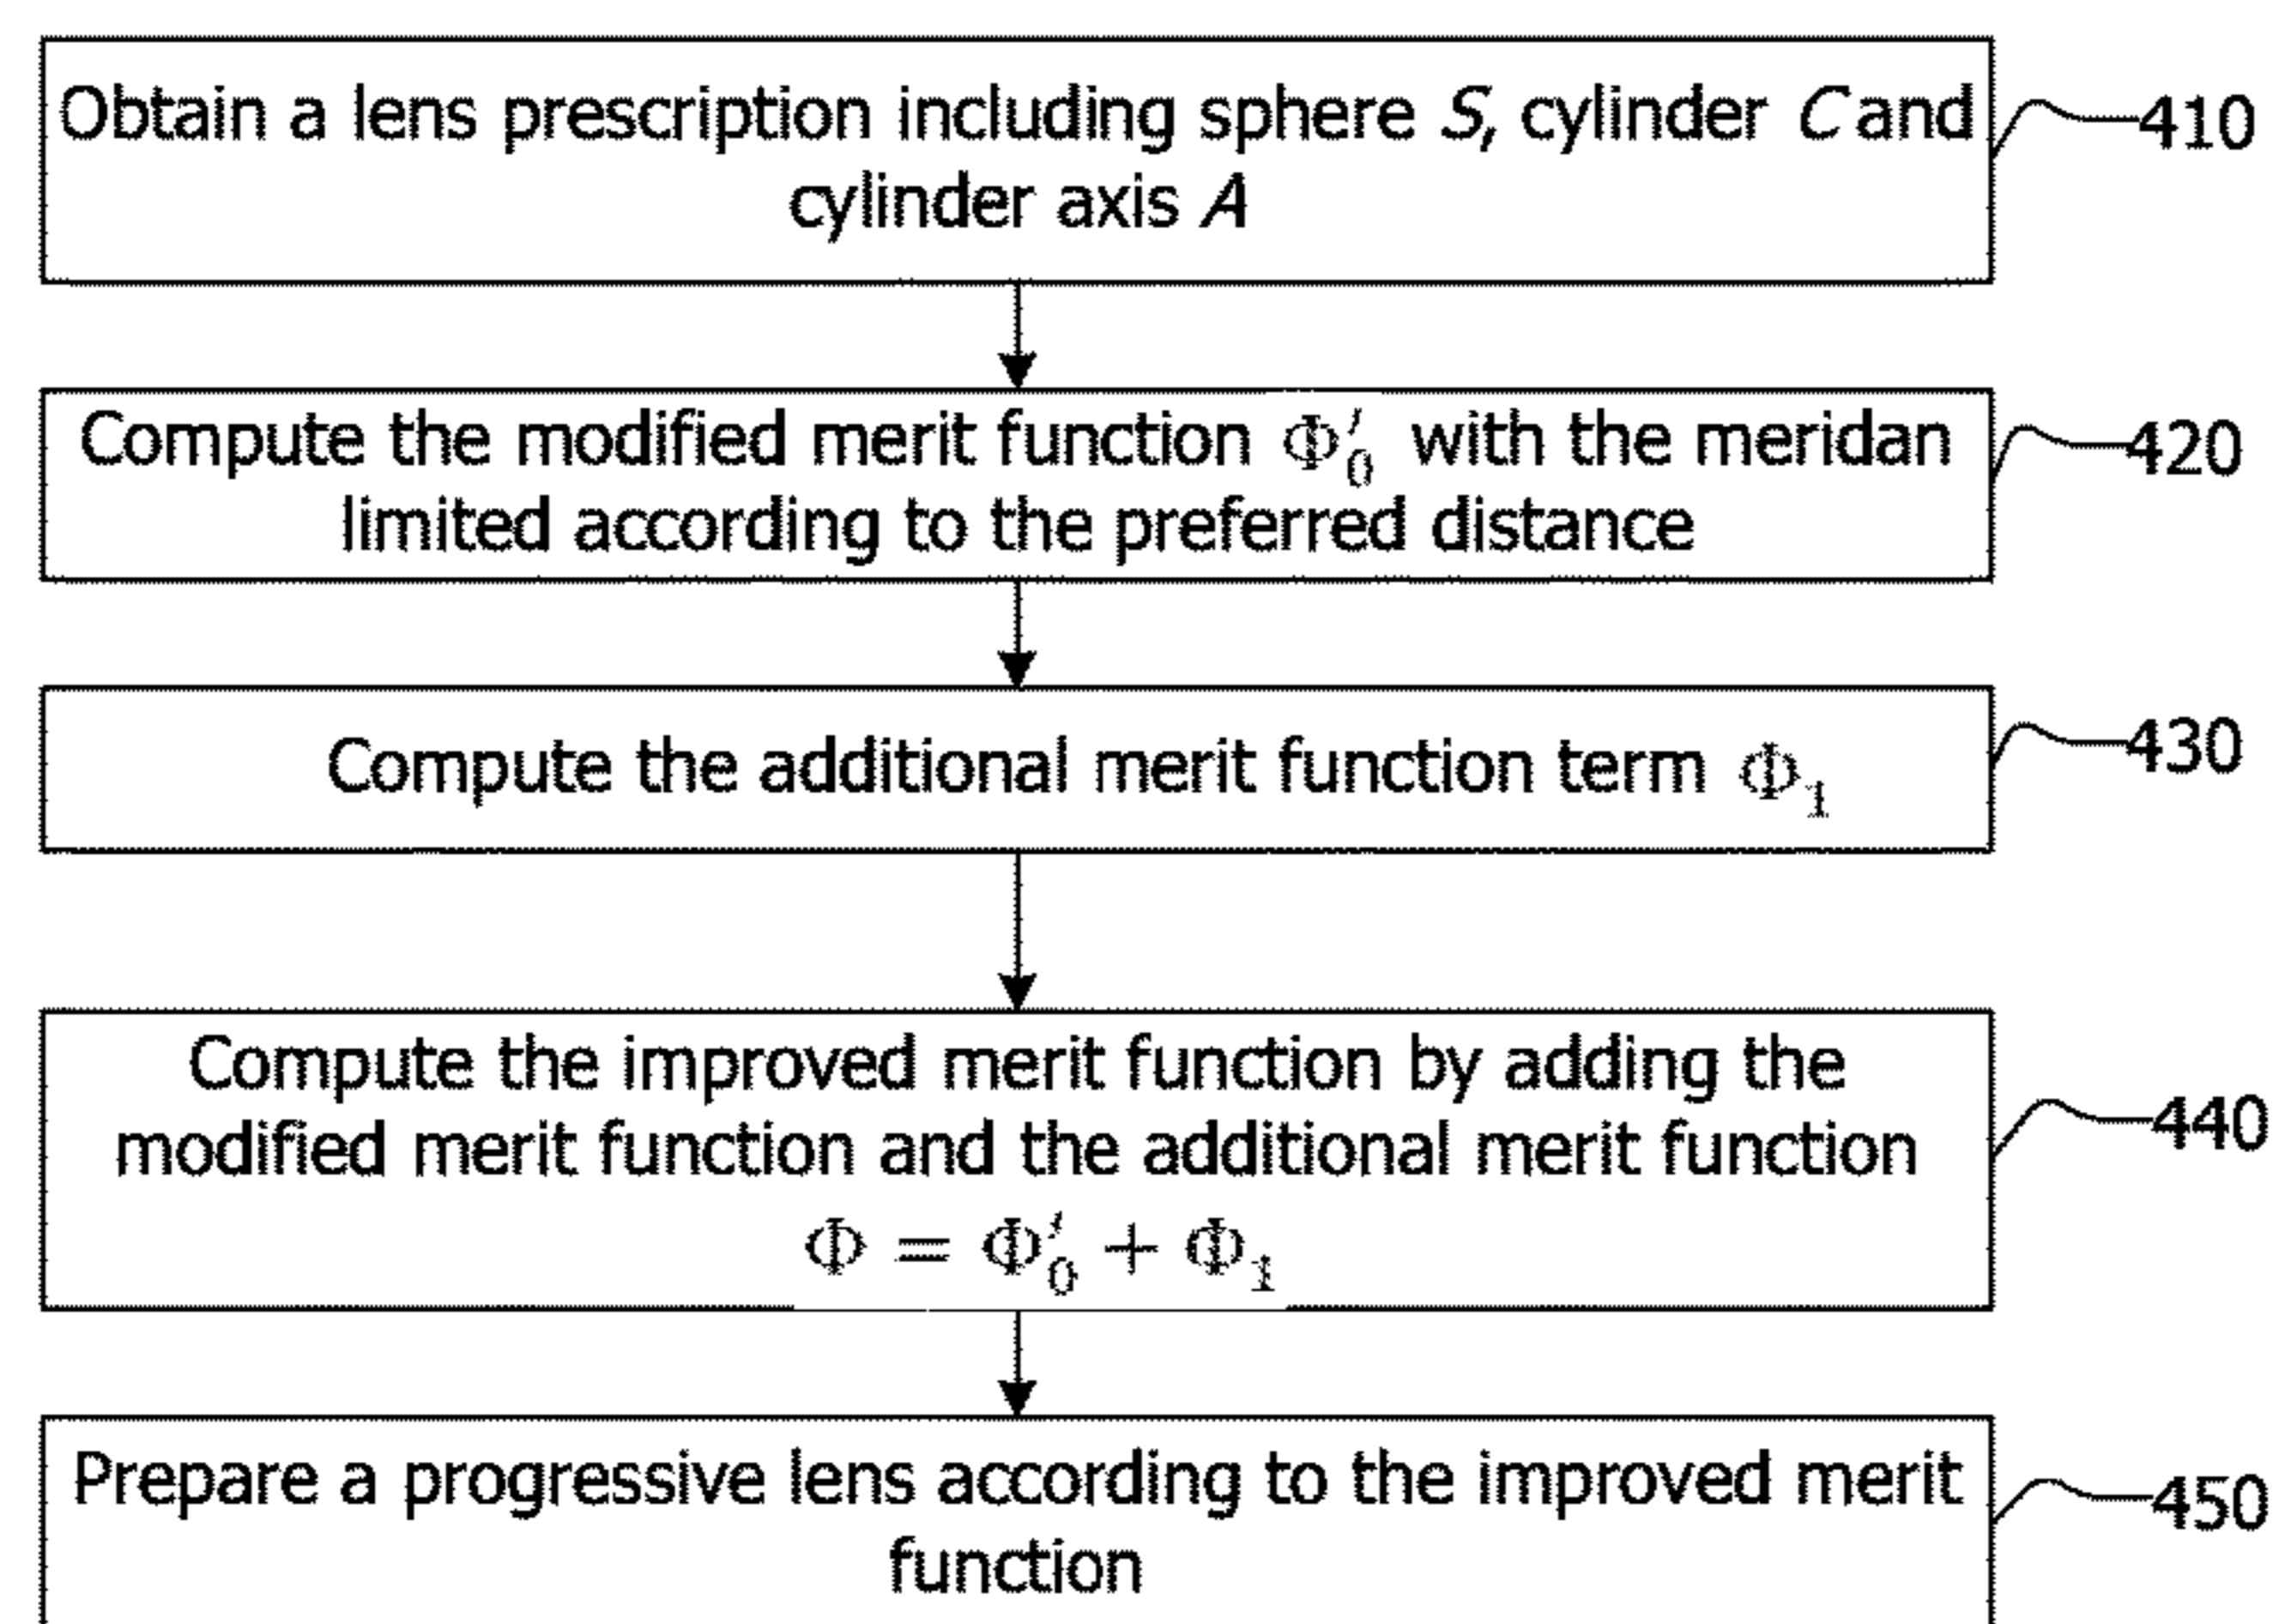 Obtain a lens prescription including sphere S, cylinder C and
cylinder axis A
410
Compute the modified merit function Φ′₀ with the meridan
limited according to the preferred distance
420
Compute the additional merit function term Φ₁
430
Compute the improved merit function by adding the
modified merit function and the additional merit function
Φ = Φ′₀ + Φ₁
440
Prepare a progressive lens according to the improved merit
function
450